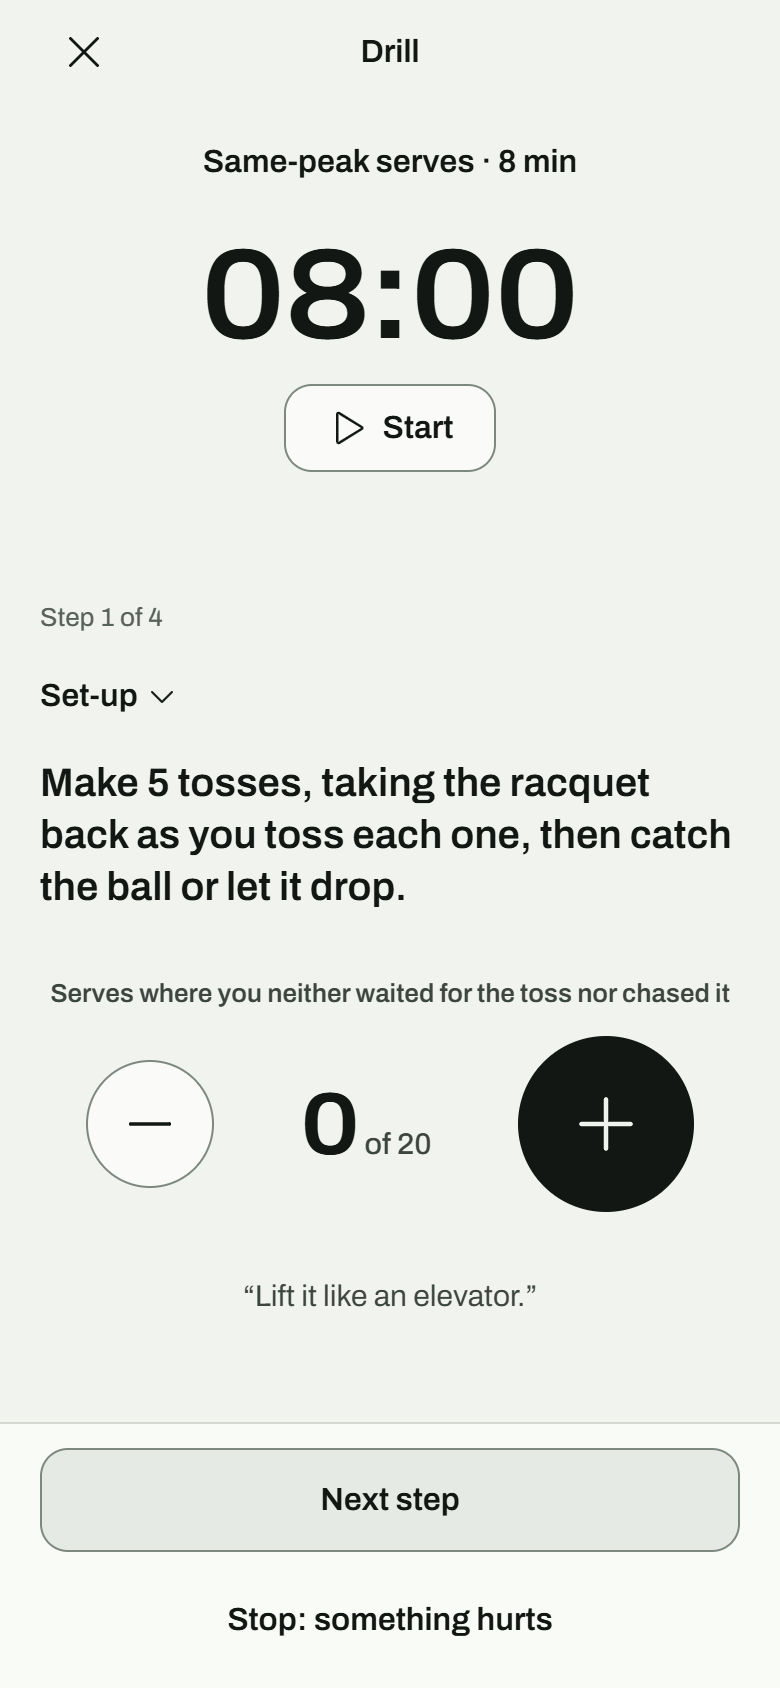 Drill
Same-peak serves · 8 min
08:00
Start
Step 1 of 4
Set-up
Make 5 tosses, taking the racquet
back as you toss each one, then catch
the ball or let it drop.
Serves where you neither waited for the toss nor chased it
0 of 20
“Lift it like an elevator.”
Next step
Stop: something hurts